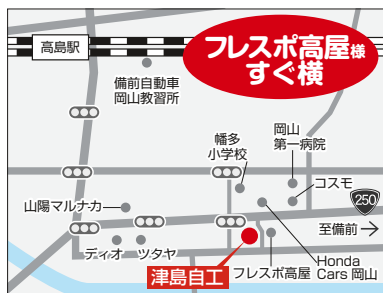 高島駅
フレスポ高屋様
すぐ横
備前自動車
岡山教習所
幡多
小学校
岡山
第一病院
コスモ
250
山陽マルナカ
至備前
ディオ
ツタヤ
津島自工
フレスポ高屋
Honda
Cars 岡山